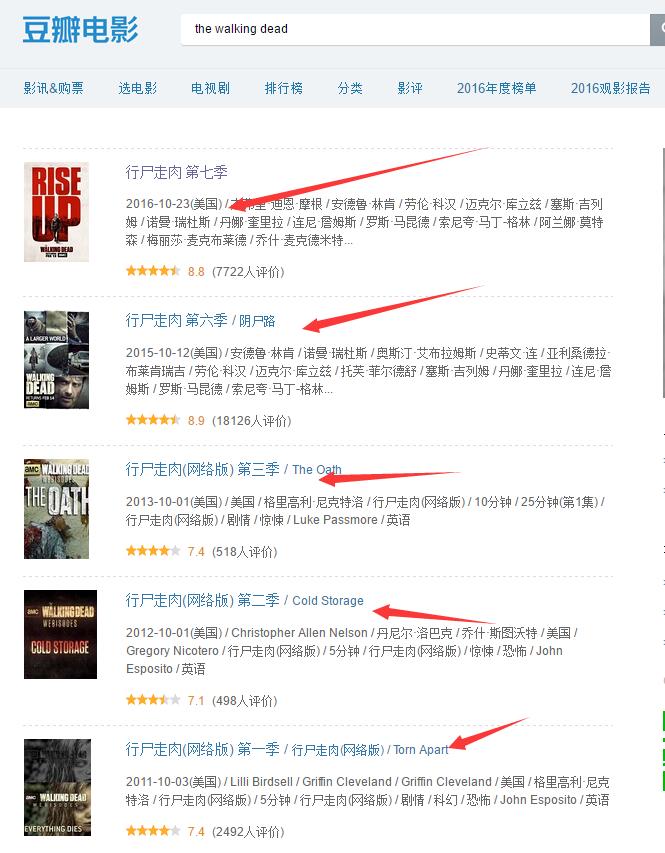 豆瓣电影
the walking dead
影讯&购票 选电影 电视剧 排行榜 分类 影评 2016年度榜单 2016观影报告
RISE
UP
THE
WALKING DEAD
行尸走肉 第七季
2016-10-23(美国) / 迪恩·摩根 / 安德鲁·林肯 / 劳伦·科汉 / 迈克尔·库立兹 / 塞斯·吉列
姆 / 诺曼·瑞杜斯 / 丹娜·奎里拉 / 连尼·詹姆斯 / 罗斯·马昆德 / 索尼夸·马丁-格林 / 阿兰娜·莫特
森 / 梅丽莎·麦克布莱德 / 乔什·麦克德米特...
8.8 (7722人评价)
A LARGER WORLD
WALKING
DEAD
RETURNS FEB 14
amc
行尸走肉 第六季 / 阴尸路
2015-10-12(美国) / 安德鲁·林肯 / 诺曼·瑞杜斯 / 奥斯汀·艾布拉姆斯 / 史蒂文·连 / 亚利桑德拉·
布莱肯瑞吉 / 劳伦·科汉 / 迈克尔·库立兹 / 托芙·菲尔德舒 / 塞斯·吉列姆 / 丹娜·奎里拉 / 连尼·詹
姆斯 / 罗斯·马昆德 / 索尼夸·马丁-格林...
8.9 (18126人评价)
amc WALKING DEAD
THE OATH
行尸走肉(网络版) 第三季 / The Oath
2013-10-01(美国) / 美国 / 格里高利·尼克特洛 / 行尸走肉(网络版) / 10分钟 / 25分钟(第1集) /
行尸走肉(网络版) / 剧情 / 惊悚 / Luke Passmore / 英语
7.4 (518人评价)
amc WALKING DEAD
WEBISODES
COLD STORAGE
行尸走肉(网络版) 第二季 / Cold Storage
2012-10-01(美国) / Christopher Allen Nelson / 丹尼尔·洛巴克 / 乔什·斯图沃特 / 美国 /
Gregory Nicotero / 行尸走肉(网络版) / 5分钟 / 行尸走肉(网络版) / 惊悚 / 恐怖 / John
Esposito / 英语
7.1 (498人评价)
amc WALKING DEAD
WEBISODES
EVERYTHING DIES
行尸走肉(网络版) 第一季 / 行尸走肉(网络版) / Torn Apart
2011-10-03(美国) / Lilli Birdsell / Griffin Cleveland / Griffin Cleveland / 美国 / 格里高利·尼克
特洛 / 行尸走肉(网络版) / 5分钟 / 行尸走肉(网络版) / 剧情 / 科幻 / 恐怖 / John Esposito / 英语
7.4 (2492人评价)